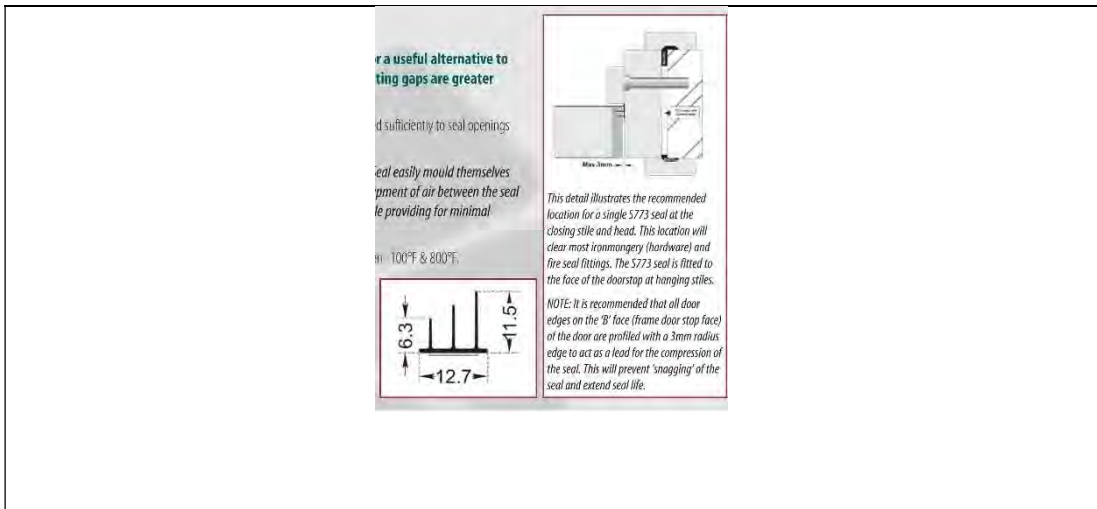 r a useful alternative to
ting gaps are greater
d sufficiently to seal openings
eal easily mould themselves
pment of air between the seal
le providing for minimal
en -100°F & 800°F.
6.3
11.5
12.7
Max 3mm
This detail illustrates the recommended
location for a single S773 seal at the
closing stile and head. This location will
clear most ironmongery (hardware) and
fire seal fittings. The S773 seal is fitted to
the face of the doorstop at hanging stiles.
NOTE: It is recommended that all door
edges on the 'B' face (frame door stop face)
of the door are profiled with a 3mm radius
edge to act as a lead for the compression of
the seal. This will prevent 'snagging' of the
seal and extend seal life.